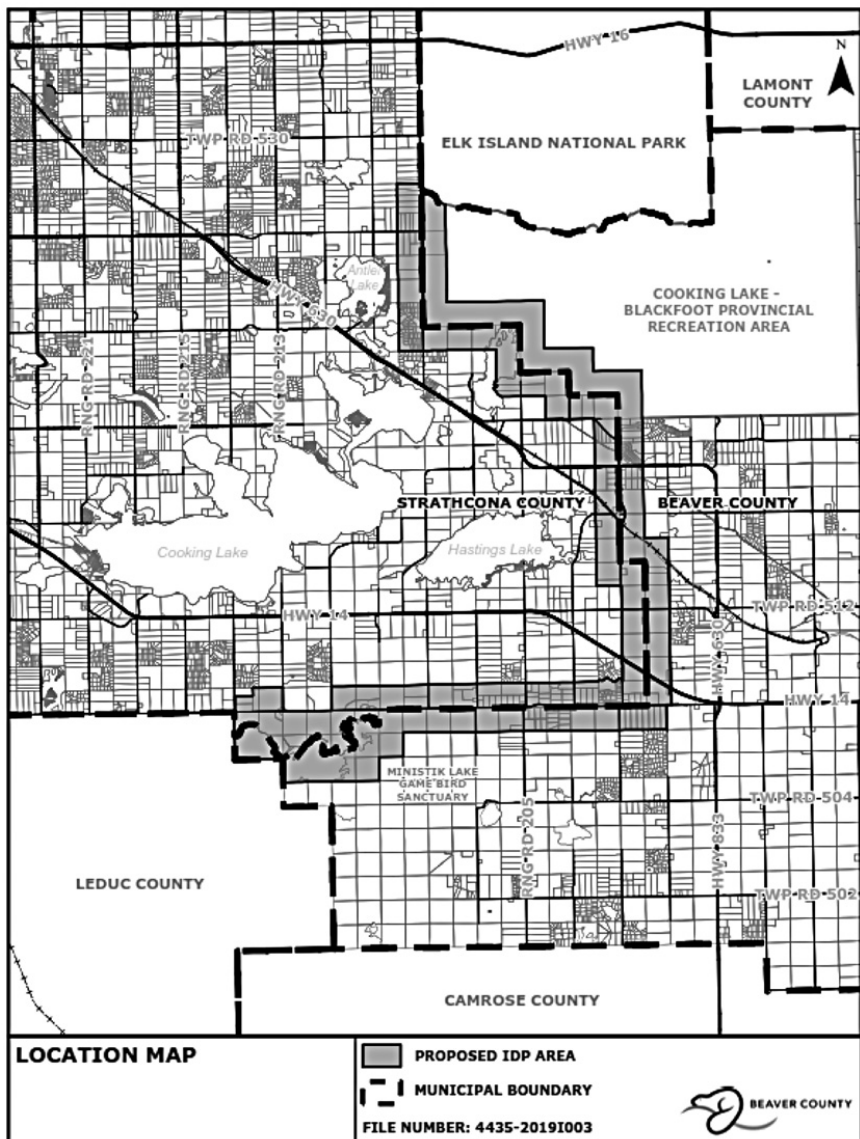 HWY 16
N
LAMONT
COUNTY
TWP RD 530
ELK ISLAND NATIONAL PARK
Antler
Lake
HWY 630
COOKING LAKE -
BLACKFOOT PROVINCIAL
RECREATION AREA
RNG RD 221
RNG RD 215
RNG RD 213
STRATHCONA COUNTY
BEAVER COUNTY
Cooking Lake
Hastings Lake
HWY 14
TWP RD 512
HWY 630
HWY 14
MINISTIK LAKE
GAME BIRD
SANCTUARY
TWP RD 504
RNG RD 205
HWY 833
LEDUC COUNTY
TWP RD 502
CAMROSE COUNTY
LOCATION MAP
PROPOSED IDP AREA
MUNICIPAL BOUNDARY
FILE NUMBER: 4435-2019I003
BEAVER COUNTY